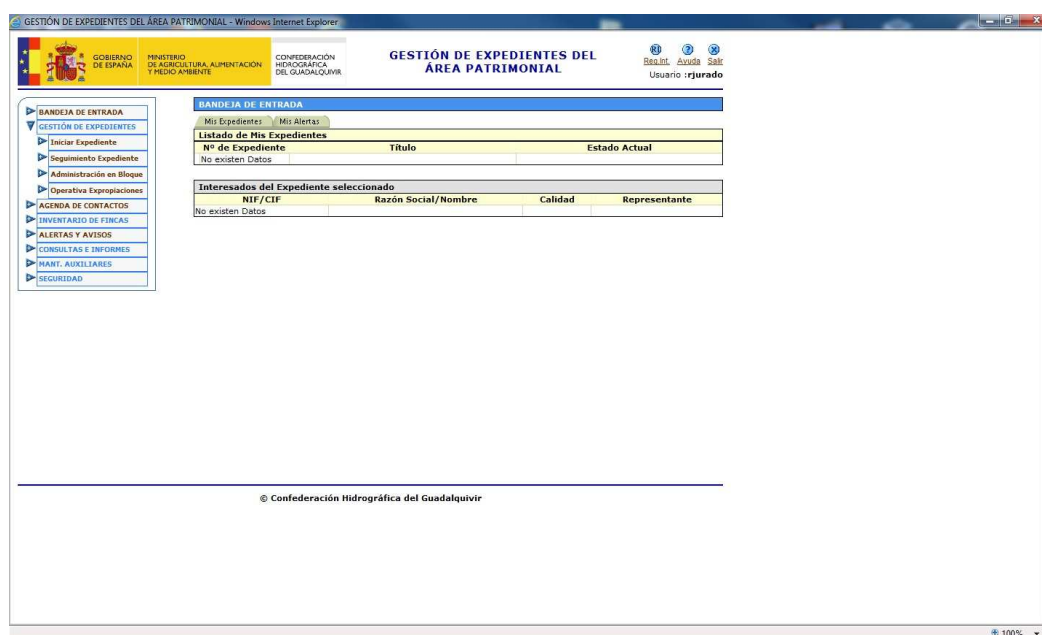 GESTIÓN DE EXPEDIENTES DEL ÁREA PATRIMONIAL - Windows Internet Explorer
GOBIERNO
DE ESPAÑA
MINISTERIO
DE AGRICULTURA, ALIMENTACIÓN
Y MEDIO AMBIENTE
CONFEDERACIÓN
HIDROGRÁFICA
DEL GUADALQUIVIR
GESTIÓN DE EXPEDIENTES DEL
ÁREA PATRIMONIAL
Reg.Int. Ayuda Salir
Usuario :rjurado
BANDEJA DE ENTRADA
GESTIÓN DE EXPEDIENTES
Iniciar Expediente
Seguimiento Expediente
Administración en Bloque
Operativa Expropiaciones
AGENDA DE CONTACTOS
INVENTARIO DE FINCAS
ALERTAS Y AVISOS
CONSULTAS E INFORMES
MANT. AUXILIARES
SEGURIDAD
BANDEJA DE ENTRADA
Mis Expedientes Mis Alertas
Listado de Mis Expedientes
Nº de Expediente Título Estado Actual
No existen Datos
Interesados del Expediente seleccionado
NIF/CIF Razón Social/Nombre Calidad Representante
No existen Datos
© Confederación Hidrográfica del Guadalquivir
100%